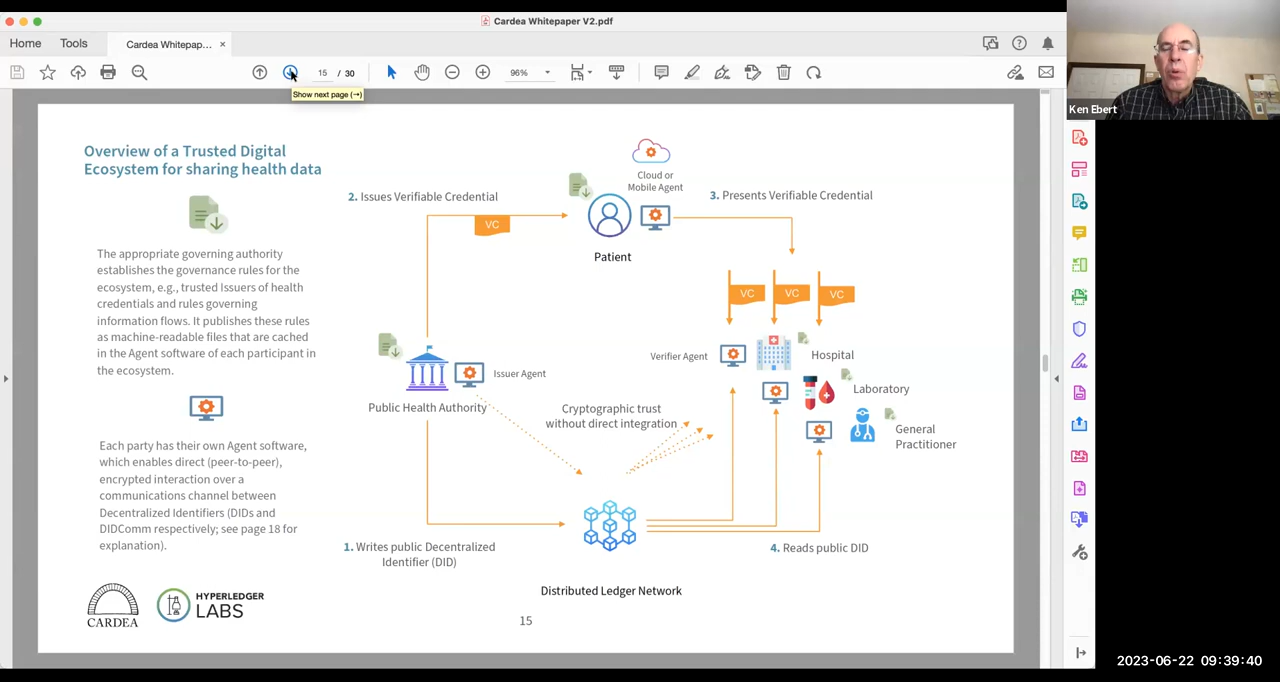 Cardea Whitepaper V2.pdf
Home
Tools
Cardea Whitepap...
×
15 / 30
96%
Show next page (→)
Ken Ebert
Overview of a Trusted Digital
Ecosystem for sharing health data
The appropriate governing authority
establishes the governance rules for the
ecosystem, e.g., trusted Issuers of health
credentials and rules governing
information flows. It publishes these rules
as machine-readable files that are cached
in the Agent software of each participant in
the ecosystem.
Each party has their own Agent software,
which enables direct (peer-to-peer),
encrypted interaction over a
communications channel between
Decentralized Identifiers (DIDs and
DIDComm respectively; see page 18 for
explanation).
CARDEA
HYPERLEDGER
LABS
2. Issues Verifiable Credential
VC
Cloud or
Mobile Agent
Patient
3. Presents Verifiable Credential
VC
VC
VC
Verifier Agent
Hospital
Laboratory
General
Practitioner
Issuer Agent
Public Health Authority
Cryptographic trust
without direct integration
1. Writes public Decentralized
Identifier (DID)
4. Reads public DID
Distributed Ledger Network
15
2023-06-22 09:39:40